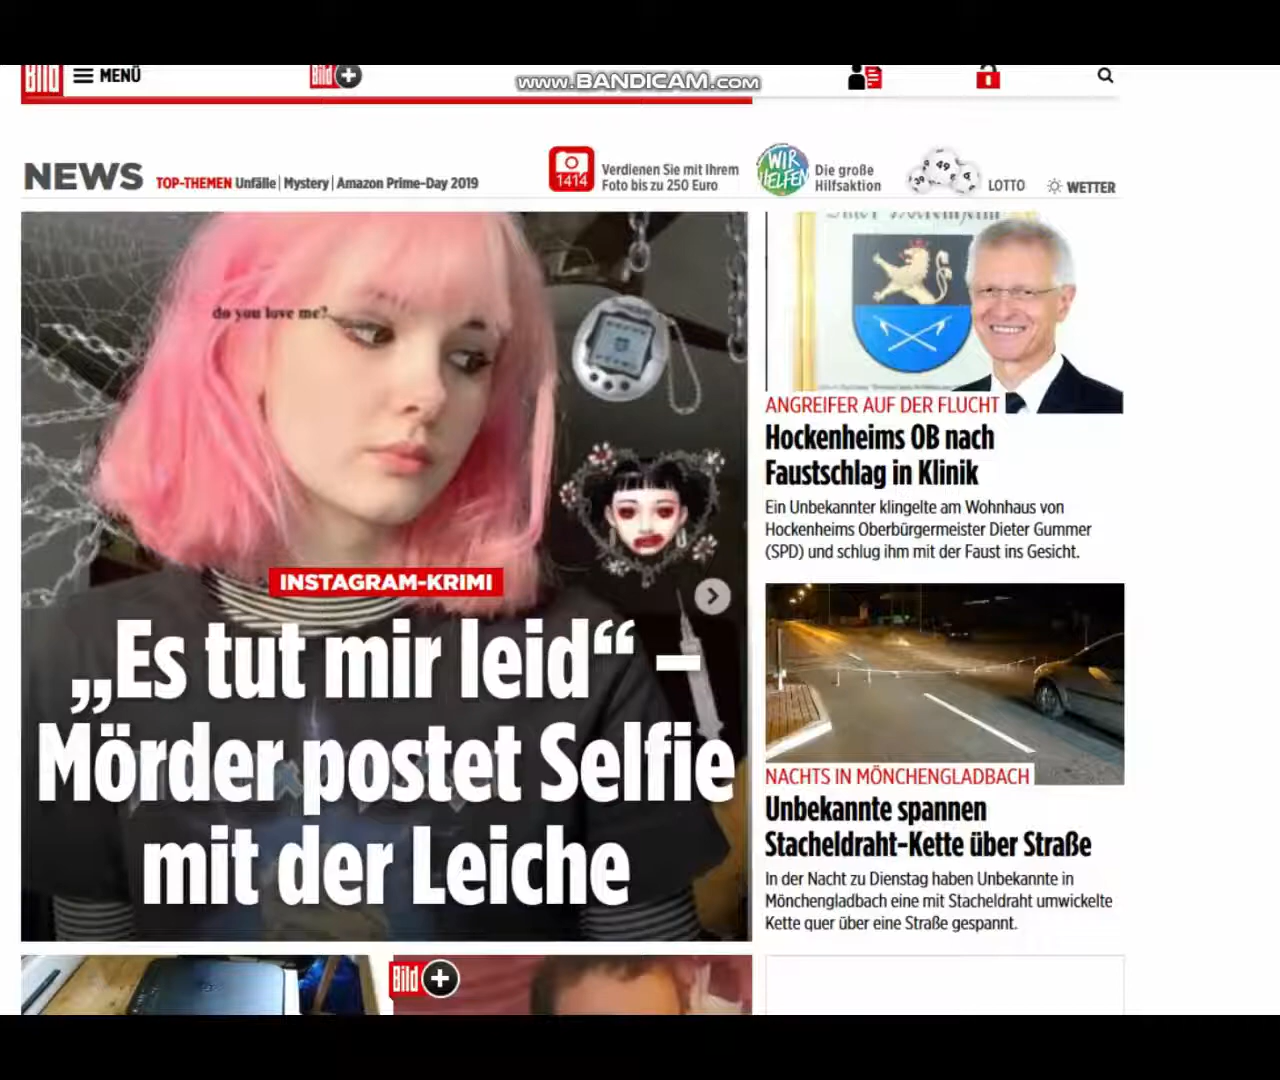 Bild
MENÜ
Bild+
www.BANDICAM.com
NEWS
TOP-THEMEN Unfälle | Mystery | Amazon Prime-Day 2019
1414
Verdienen Sie mit Ihrem
Foto bis zu 250 Euro
WIR
HELFEN
Die große
Hilfsaktion
39
49
LOTTO
WETTER
do you love me?
INSTAGRAM-KRIMI
„Es tut mir leid“ –
Mörder postet Selfie
mit der Leiche
ANGREIFER AUF DER FLUCHT
Hockenheims OB nach
Faustschlag in Klinik
Ein Unbekannter klingelte am Wohnhaus von
Hockenheims Oberbürgermeister Dieter Gummer
(SPD) und schlug ihm mit der Faust ins Gesicht.
NACHTS IN MÖNCHENGLADBACH
Unbekannte spannen
Stacheldraht-Kette über Straße
In der Nacht zu Dienstag haben Unbekannte in
Mönchengladbach eine mit Stacheldraht umwickelte
Kette quer über eine Straße gespannt.
Bild+